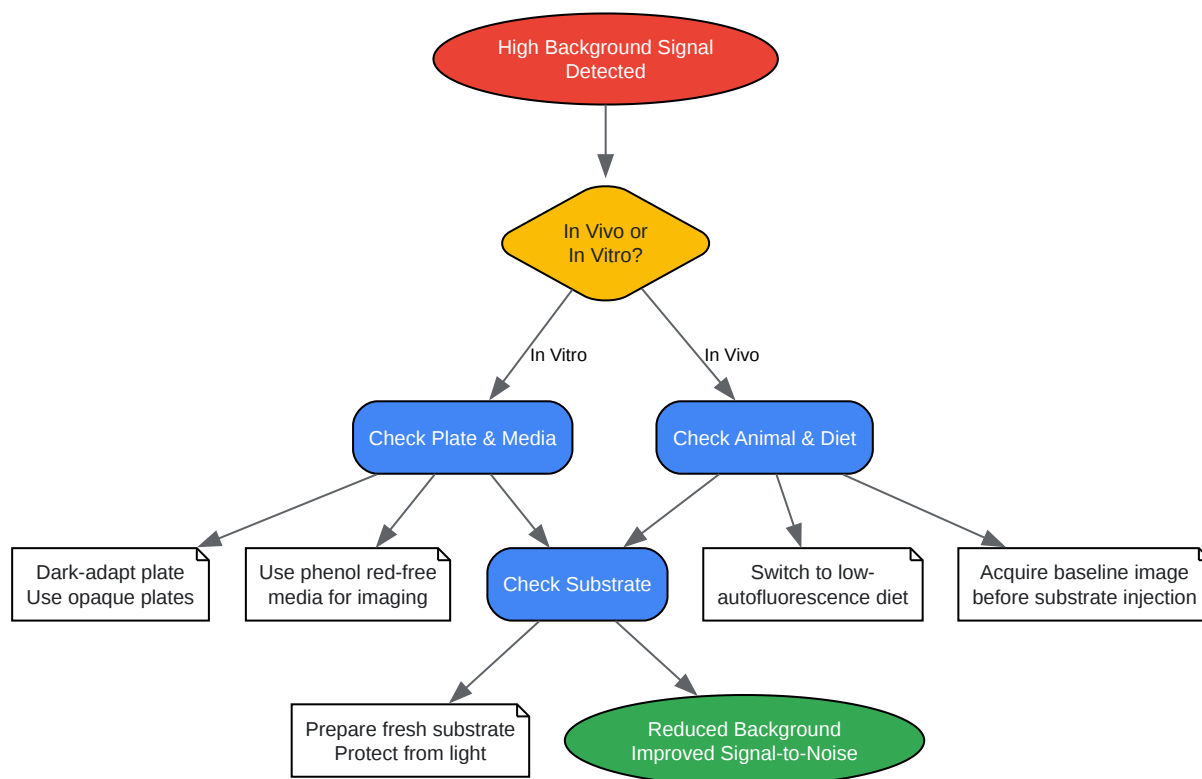 High Background Signal
Detected
In Vivo or
In Vitro?
In Vitro
In Vivo
Check Plate & Media
Check Animal & Diet
Dark-adapt plate
Use opaque plates
Use phenol red-free
media for imaging
Check Substrate
Switch to low-
autofluorescence diet
Acquire baseline image
before substrate injection
Prepare fresh substrate
Protect from light
Reduced Background
Improved Signal-to-Noise